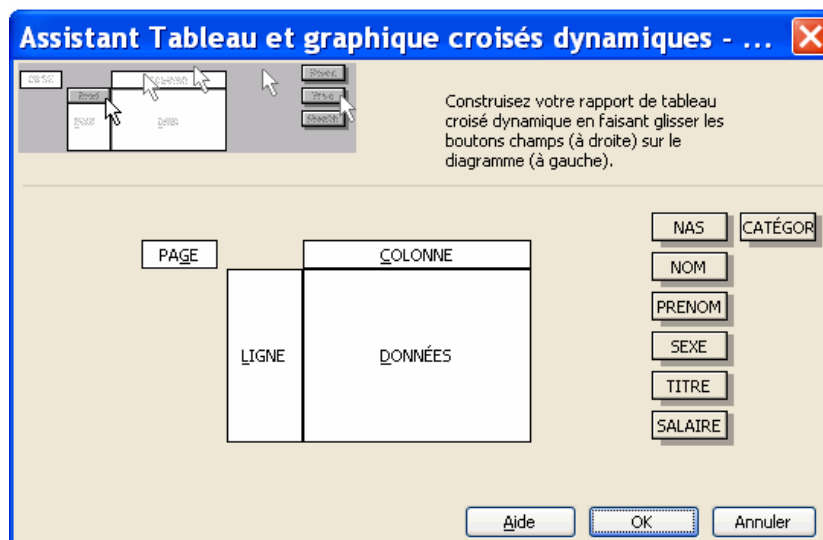 Assistant Tableau et graphique croisés dynamiques - ...
Construisez votre rapport de tableau
croisé dynamique en faisant glisser les
boutons champs (à droite) sur le
diagramme (à gauche).
PAGE
COLONNE
LIGNE
DONNÉES
NAS
CATÉGOR
NOM
PRENOM
SEXE
TITRE
SALAIRE
Aide
OK
Annuler